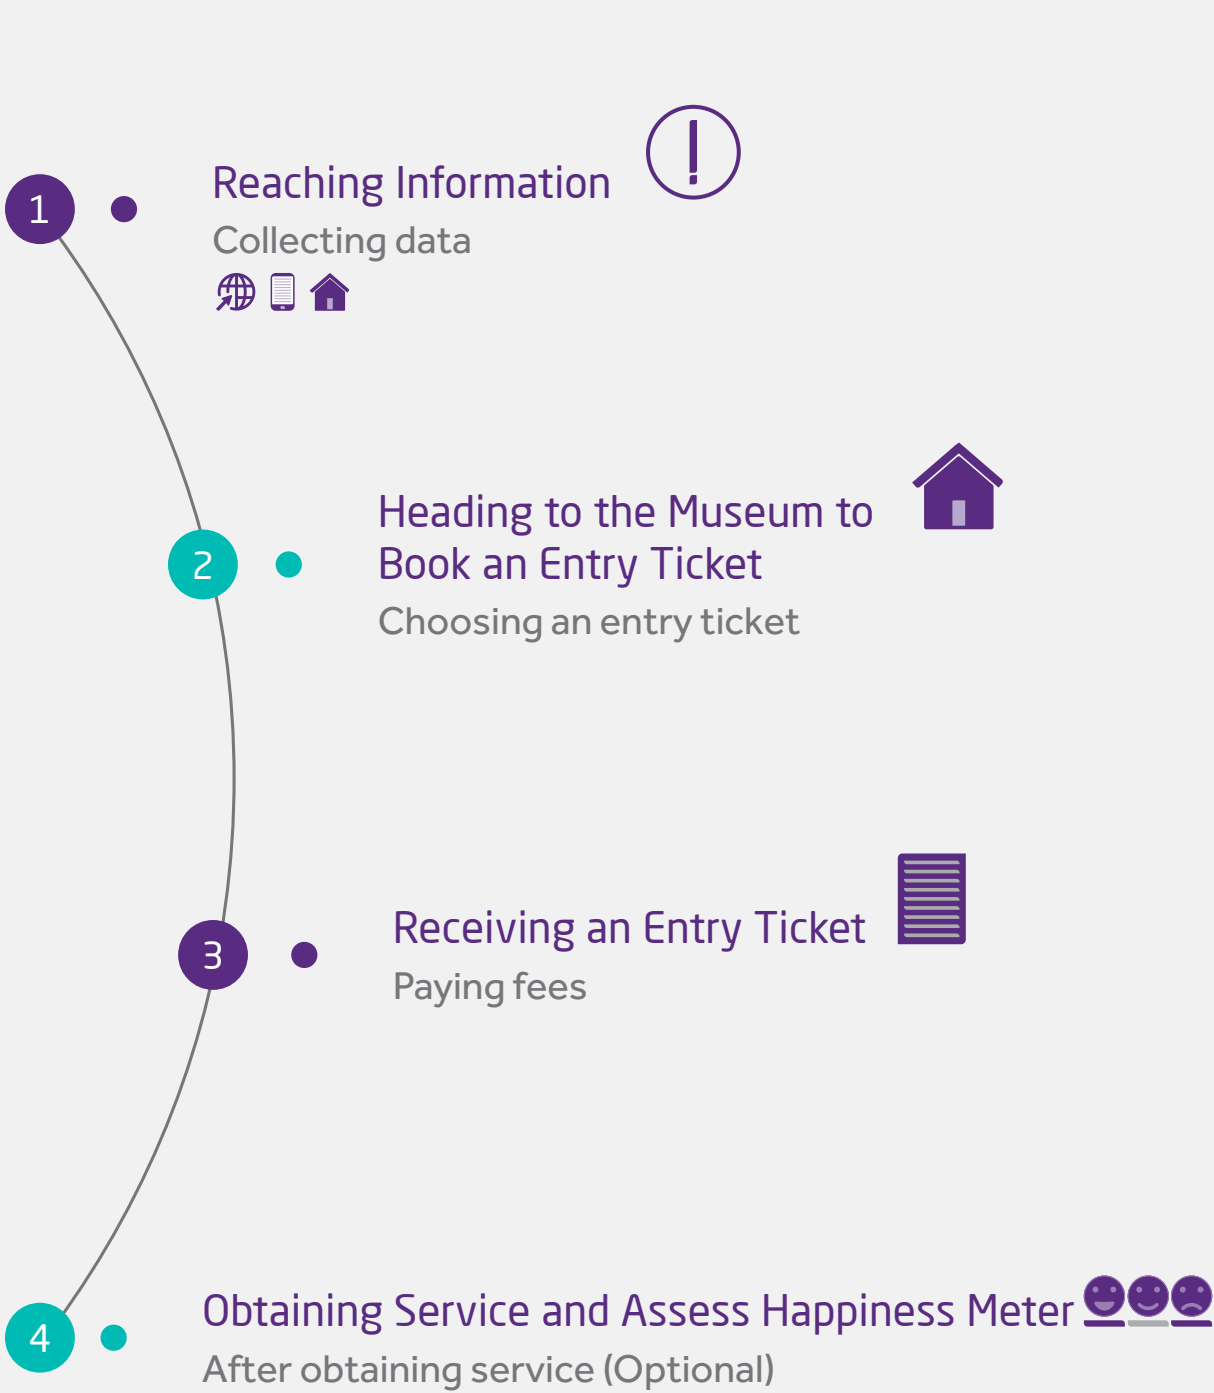 1
Reaching Information
Collecting data
2
Heading to the Museum to
Book an Entry Ticket
Choosing an entry ticket
3
Receiving an Entry Ticket
Paying fees
4
Obtaining Service and Assess Happiness Meter
After obtaining service (Optional)